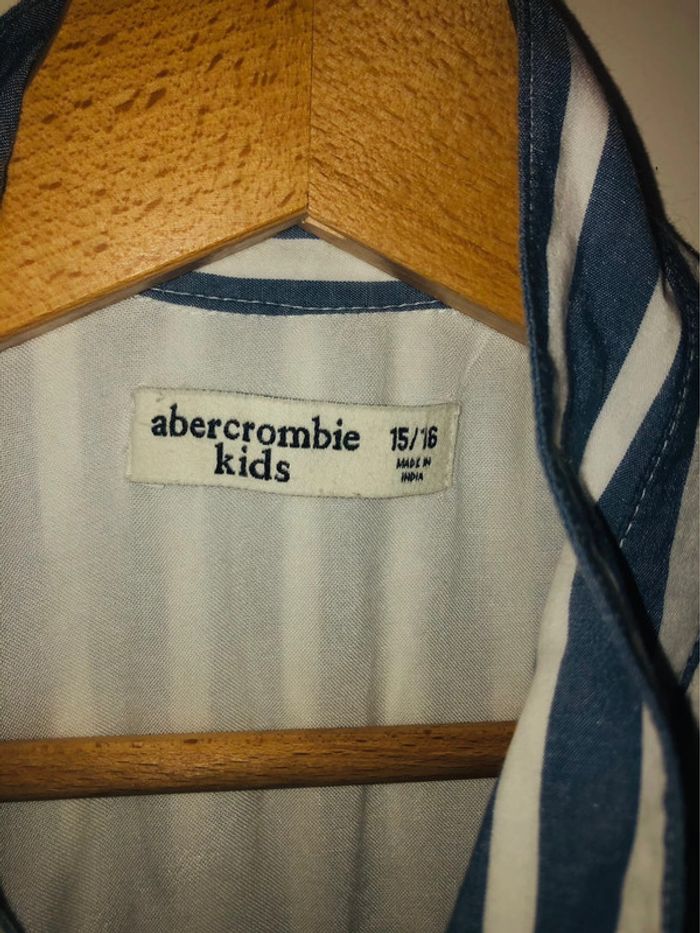 abercrombie
kids
15/16
MADE IN
INDIA